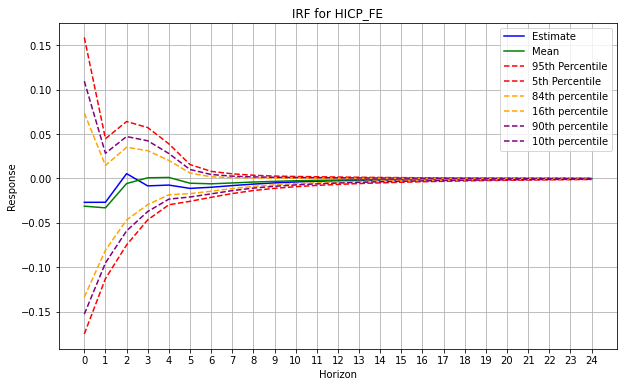 IRF for HICP_FE
Estimate
Mean
95th Percentile
5th Percentile
84th percentile
16th percentile
90th percentile
10th percentile
0.15
0.10
0.05
0.00
−0.05
−0.10
−0.15
Response
0 1 2 3 4 5 6 7 8 9 10 11 12 13 14 15 16 17 18 19 20 21 22 23 24
Horizon